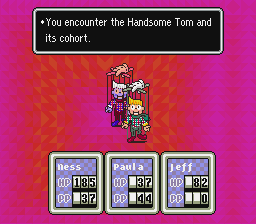 •You encounter the Handsome Tom and
its cohort.
Ness Paula Jeff
HP 185 HP 37 HP 82
PP 37 PP 44 PP 0